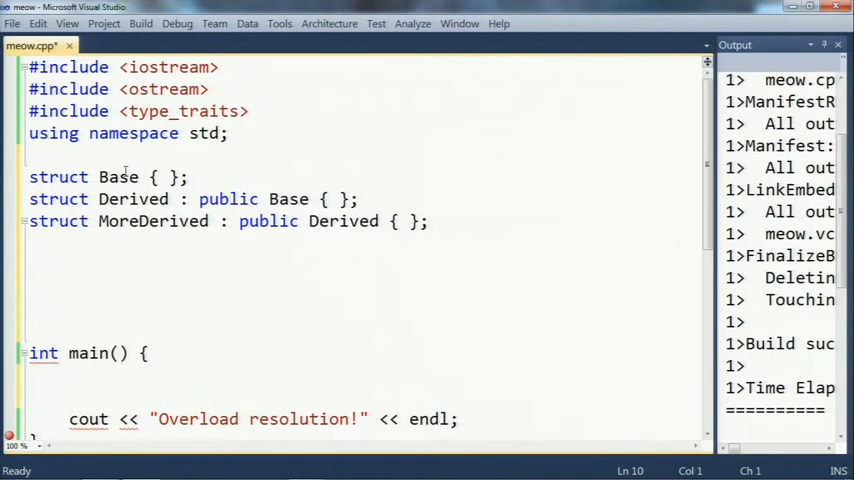 meow - Microsoft Visual Studio
File Edit View Project Build Debug Team Data Tools Architecture Test Analyze Window Help
meow.cpp*
#include <iostream>
#include <ostream>
#include <type_traits>
using namespace std;
struct Base { };
struct Derived : public Base { };
struct MoreDerived : public Derived { };
int main() {
cout << "Overload resolution!" << endl;
}
100 %
Output
1> meow.cp
1>ManifestR
1> All out
1>Manifest:
1> All out
1>LinkEmbed
1> All out
1> meow.vc
1>FinalizeB
1> Deletin
1> Touchin
1>
1>Build suc
1>
1>Time Elap
==========
Ready Ln 10 Col 1 Ch 1 INS